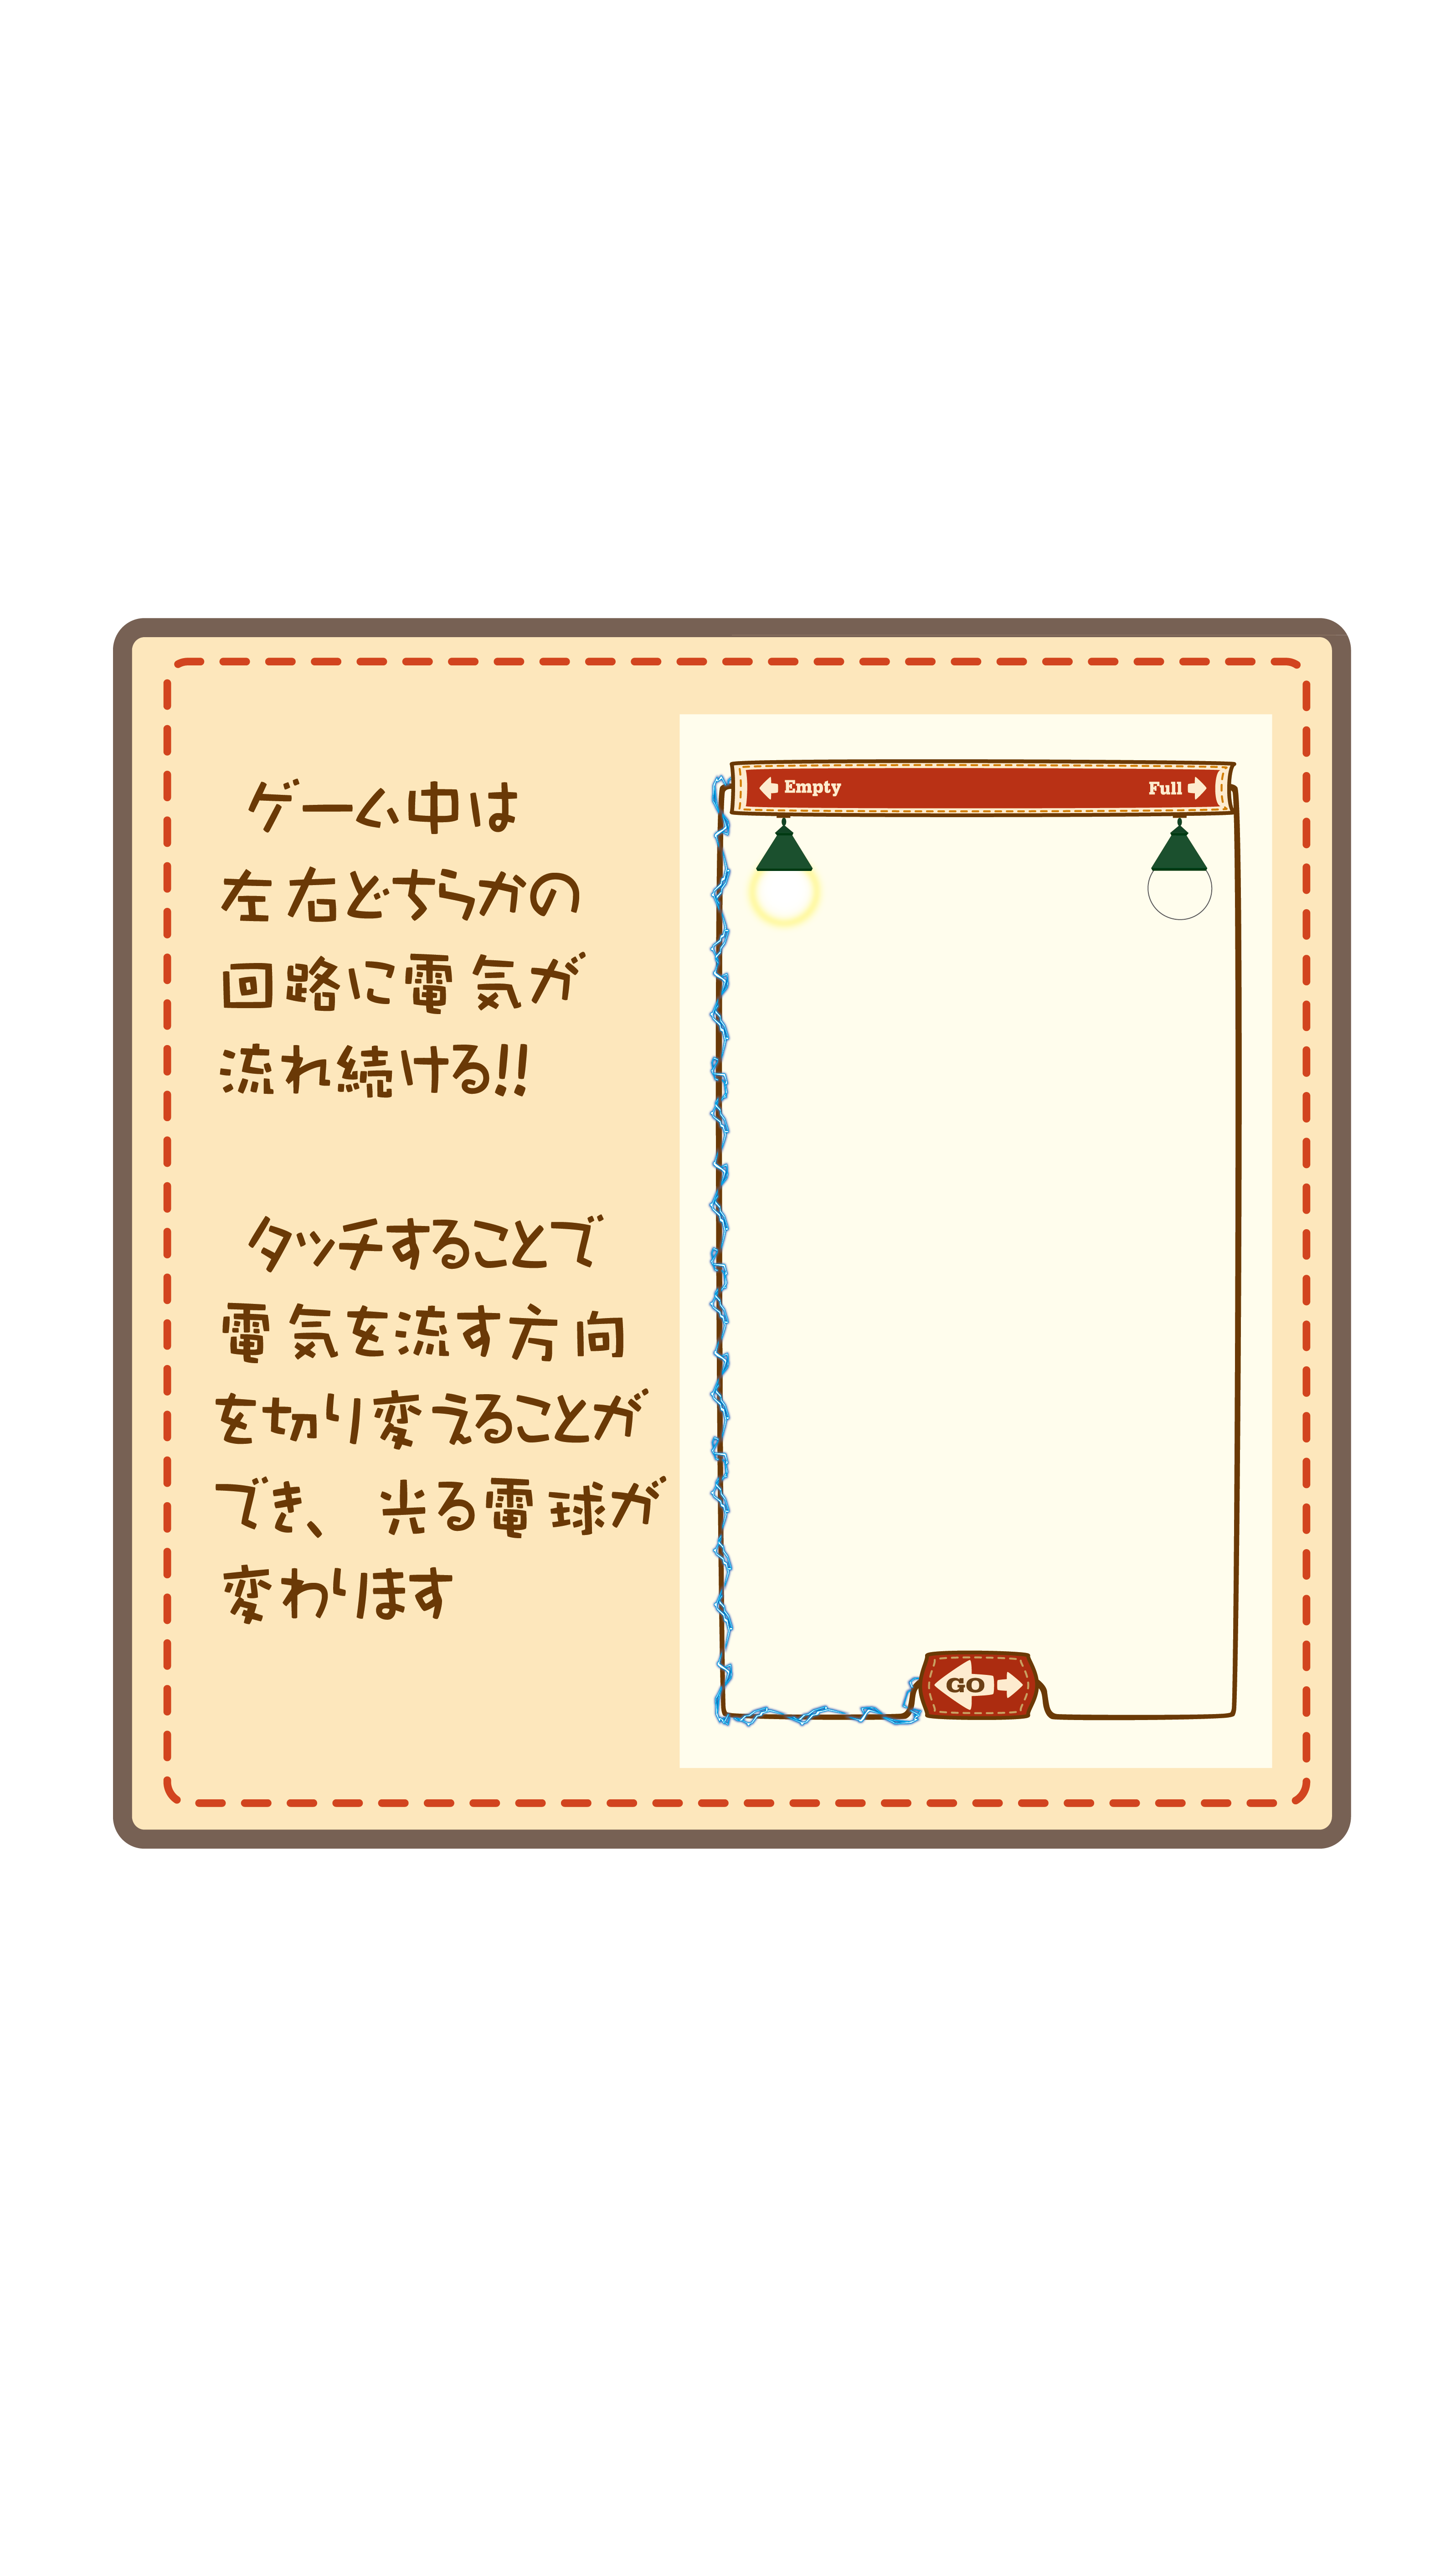 ゲーム中は
左右どちらかの
回路に電気が
流れ続ける!!
タッチすることで
電気を流す方向
を切り変えることが
でき、光る電球が
変わります
Empty
Full
GO